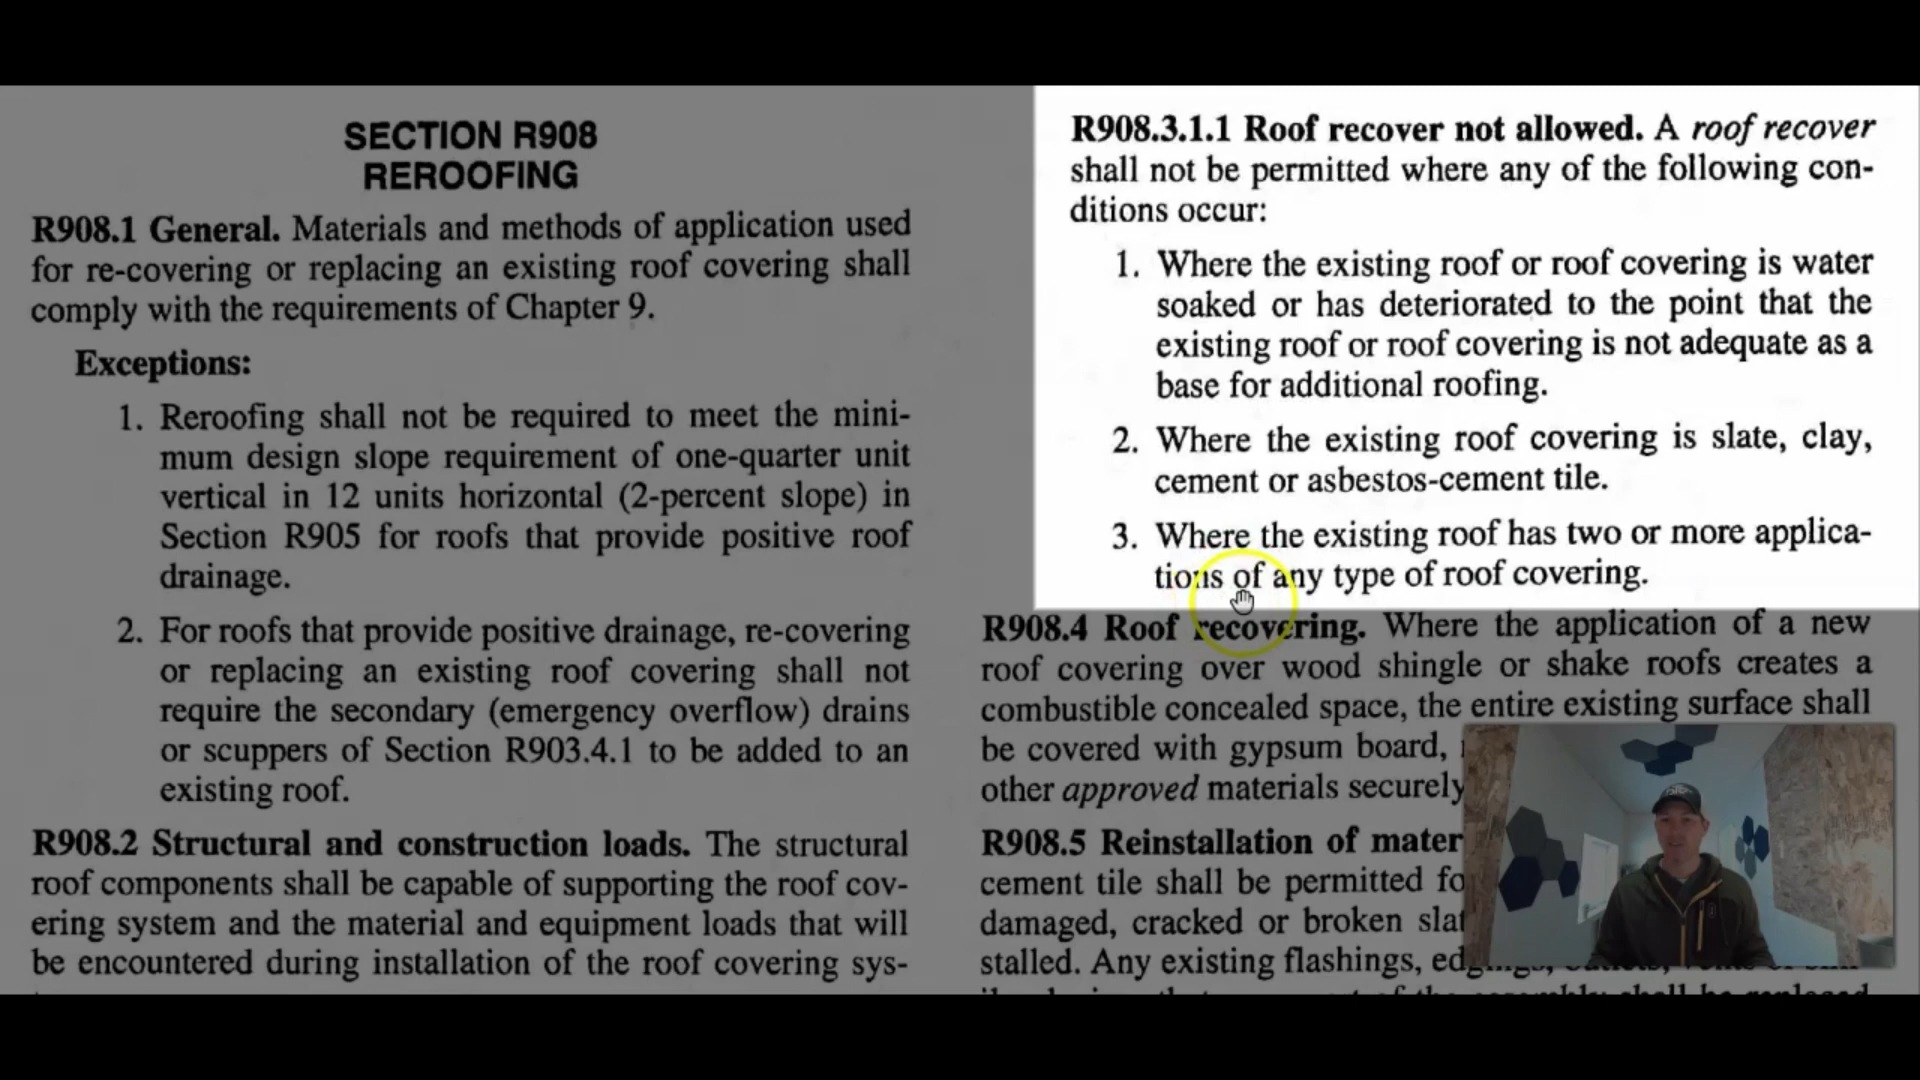 SECTION R908
REROOFING
R908.1 General. Materials and methods of application used
for re-covering or replacing an existing roof covering shall
comply with the requirements of Chapter 9.
Exceptions:
1. Reroofing shall not be required to meet the mini-
mum design slope requirement of one-quarter unit
vertical in 12 units horizontal (2-percent slope) in
Section R905 for roofs that provide positive roof
drainage.
2. For roofs that provide positive drainage, re-covering
or replacing an existing roof covering shall not
require the secondary (emergency overflow) drains
or scuppers of Section R903.4.1 to be added to an
existing roof.
R908.2 Structural and construction loads. The structural
roof components shall be capable of supporting the roof cov-
ering system and the material and equipment loads that will
be encountered during installation of the roof covering sys-
R908.3.1.1 Roof recover not allowed. A roof recover
shall not be permitted where any of the following con-
ditions occur:
1. Where the existing roof or roof covering is water
soaked or has deteriorated to the point that the
existing roof or roof covering is not adequate as a
base for additional roofing.
2. Where the existing roof covering is slate, clay,
cement or asbestos-cement tile.
3. Where the existing roof has two or more applica-
tions of any type of roof covering.
R908.4 Roof recovering. Where the application of a new
roof covering over wood shingle or shake roofs creates a
combustible concealed space, the entire existing surface shall
be covered with gypsum board,
other approved materials securely
R908.5 Reinstallation of mater
cement tile shall be permitted fo
damaged, cracked or broken slat
stalled. Any existing flashings,